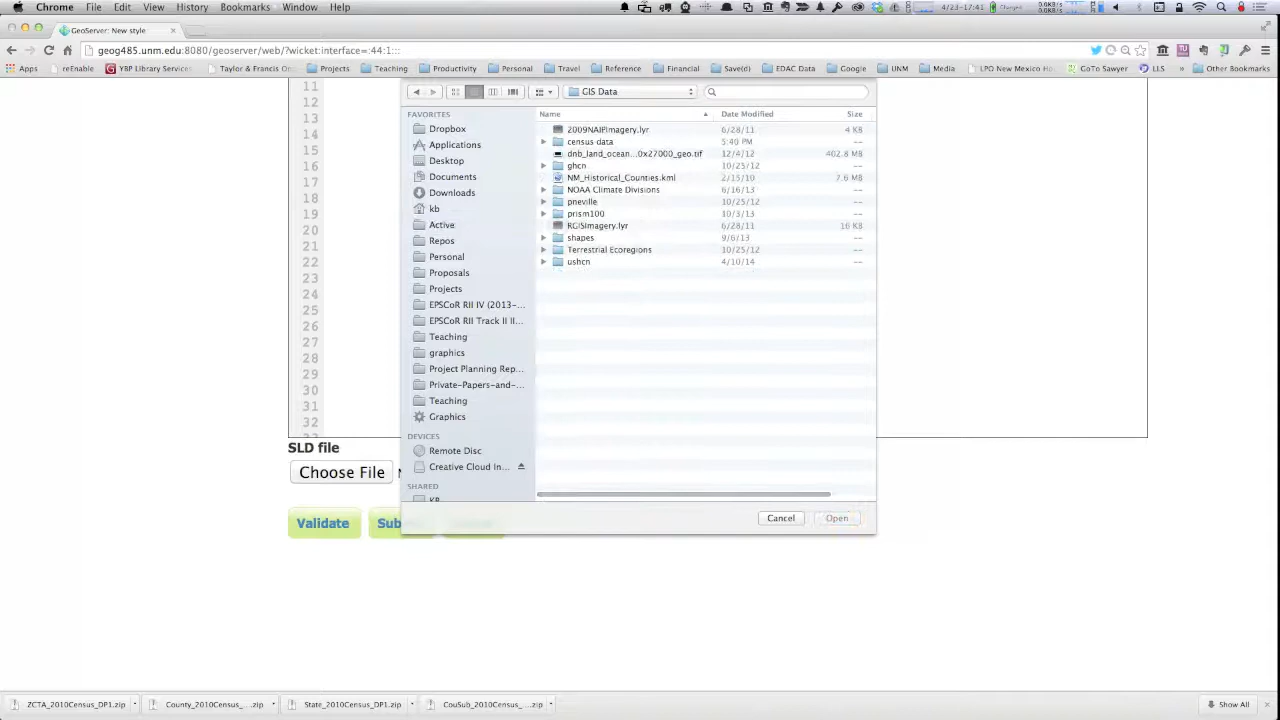 Chrome File Edit View History Bookmarks Window Help 4/23-17:41 Charged
GeoServer: New style
geog485.unm.edu:8080/geoserver/web/?wicket:interface=:44:1:::
Apps reEnable YBP Library Services Taylor & Francis On Projects Teaching Productivity Personal Travel Reference Financial Save(d) EDAC Data Google UNM Media LPO New Mexico Ho GoTo Sawyer LLS » Other Bookmarks
GIS Data
Name Date Modified Size
2009NAIPImagery.lyr 6/28/11 4 KB
census data 5:40 PM --
dnb_land_ocean...0x27000_geo.tif 12/4/12 402.8 MB
ghcn 10/25/12 --
NM_Historical_Counties.kml 2/15/10 7.6 MB
NOAA Climate Divisions 6/16/13 --
pneville 10/25/12 --
prism100 10/3/13 --
RGISImagery.lyr 6/28/11 16 KB
shapes 9/6/13 --
Terrestrial Ecoregions 10/25/12 --
ushcn 4/10/14 --
FAVORITES
Dropbox
Applications
Desktop
Documents
Downloads
kb
Active
Repos
Personal
Proposals
Projects
EPSCoR RII IV (2013-...
EPSCoR RII Track II II...
Teaching
graphics
Project Planning Rep...
Private-Papers-and-...
Teaching
Graphics
DEVICES
Remote Disc
Creative Cloud In...
SHARED
Cancel Open
11
12
13
14
15
16
17
18
19
20
21
22
23
24
25
26
27
28
29
30
31
32
SLD file
Choose File
Validate Sub
ZCTA_2010Census_DP1.zip County_2010Census_....zip State_2010Census_DP1.zip CouSub_2010Census_....zip Show All